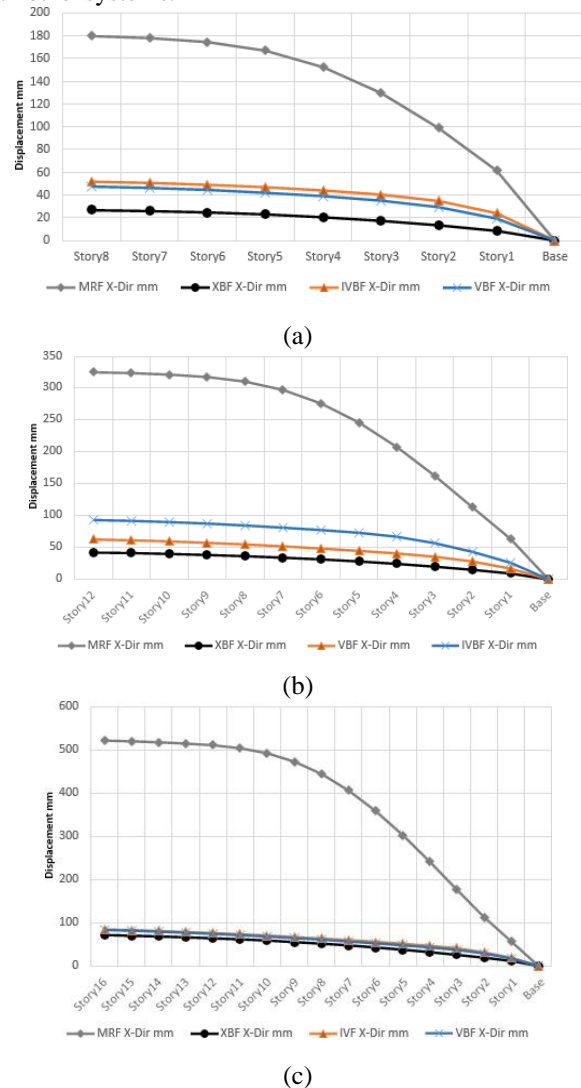 200
180
160
140
120
100
80
60
40
20
0
Displacement mm
Story8 Story7 Story6 Story5 Story4 Story3 Story2 Story1 Base
MRF X-Dir mm XBF X-Dir mm IVBF X-Dir mm VBF X-Dir mm
(a)
350
300
250
200
150
100
50
0
Displacement mm
Story12 Story11 Story10 Story9 Story8 Story7 Story6 Story5 Story4 Story3 Story2 Story1 Base
MRF X-Dir mm XBF X-Dir mm VBF X-Dir mm IVBF X-Dir mm
(b)
600
500
400
300
200
100
0
Displacement mm
Story16 Story15 Story14 Story13 Story12 Story11 Story10 Story9 Story8 Story7 Story6 Story5 Story4 Story3 Story2 Story1 Base
MRF X-Dir mm XBF X-Dir mm IVF X-Dir mm VBF X-Dir mm
(c)